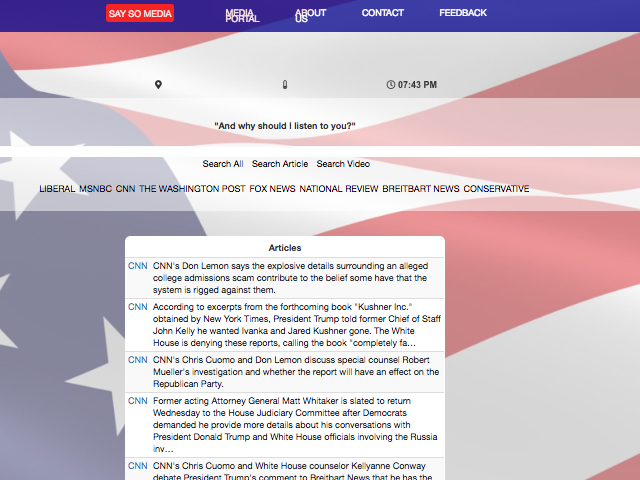 SAY SO MEDIA
MEDIA PORTAL
ABOUT US
CONTACT
FEEDBACK
07:43 PM
"And why should I listen to you?"
Search All Search Article Search Video
LIBERAL MSNBC CNN THE WASHINGTON POST FOX NEWS NATIONAL REVIEW BREITBART NEWS CONSERVATIVE
Articles
CNN CNN's Don Lemon says the explosive details surrounding an alleged
college admissions scam contribute to the belief some have that the
system is rigged against them.
CNN According to excerpts from the forthcoming book "Kushner Inc."
obtained by New York Times, President Trump told former Chief of Staff
John Kelly he wanted Ivanka and Jared Kushner gone. The White
House is denying these reports, calling the book "completely fa…
CNN CNN's Chris Cuomo and Don Lemon discuss special counsel Robert
Mueller's investigation and whether the report will have an effect on the
Republican Party.
CNN Former acting Attorney General Matt Whitaker is slated to return
Wednesday to the House Judiciary Committee after Democrats
demanded he provide more details about his conversations with
President Donald Trump and White House officials involving the Russia
inv…
CNN CNN's Chris Cuomo and White House counselor Kellyanne Conway
debate President Trump's comment to Breitbart News that he has the